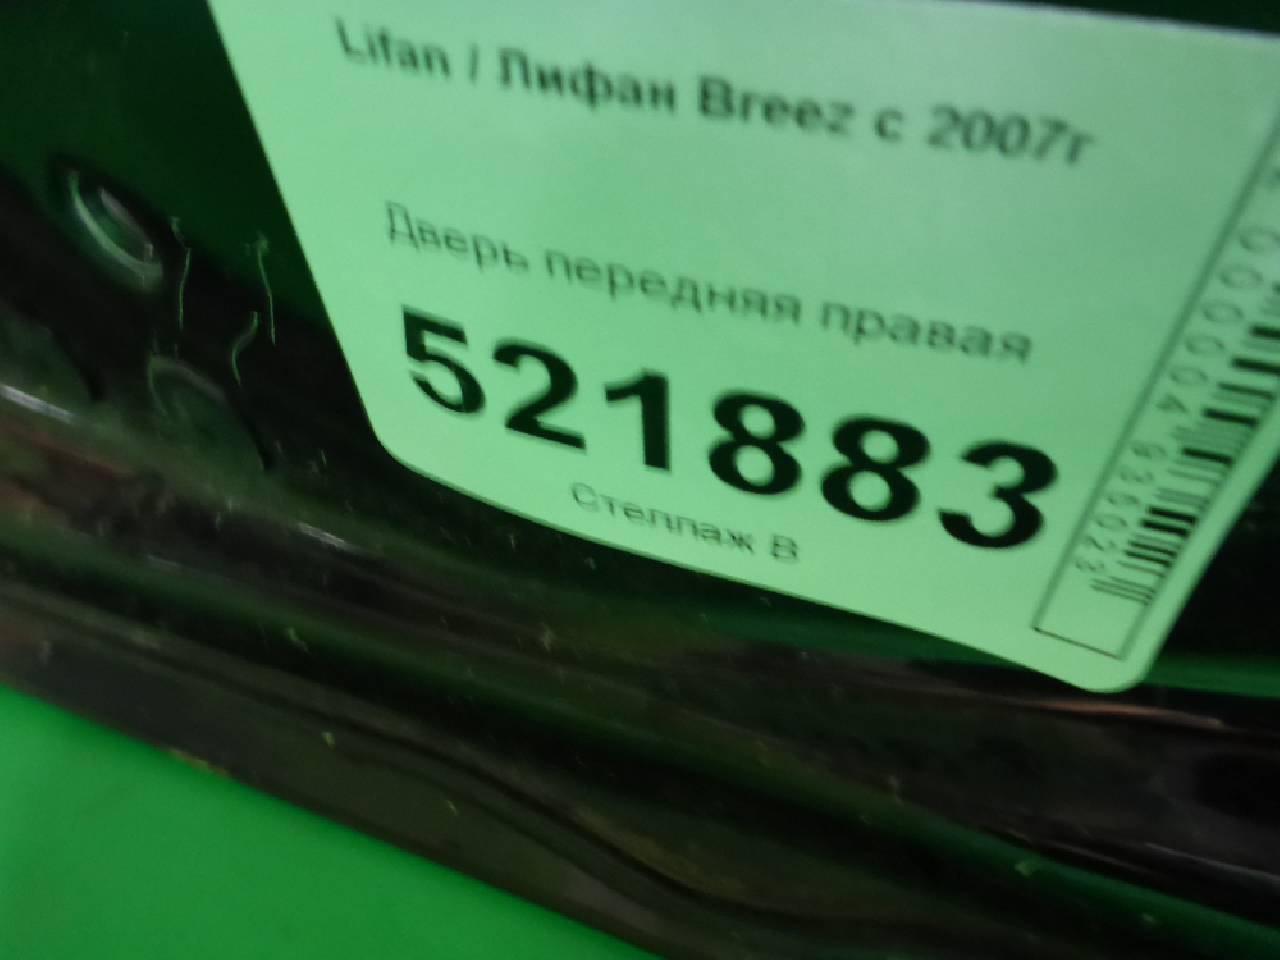 Lifan / Лифан Breez с 2007г
Дверь передняя правая
521883
Стеллаж В